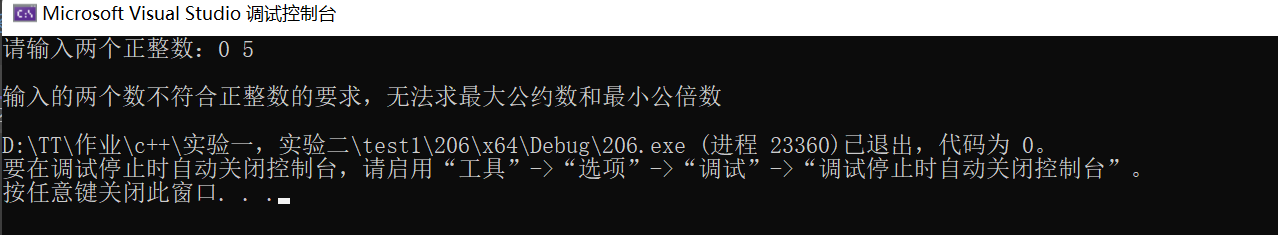 Microsoft Visual Studio 调试控制台
请输入两个正整数：0 5
输入的两个数不符合正整数的要求，无法求最大公约数和最小公倍数
D:\TT\作业\c++\实验一，实验二\test1\206\x64\Debug\206.exe (进程 23360)已退出，代码为 0。
要在调试停止时自动关闭控制台，请启用“工具”->“选项”->“调试”->“调试停止时自动关闭控制台”。
按任意键关闭此窗口. . .